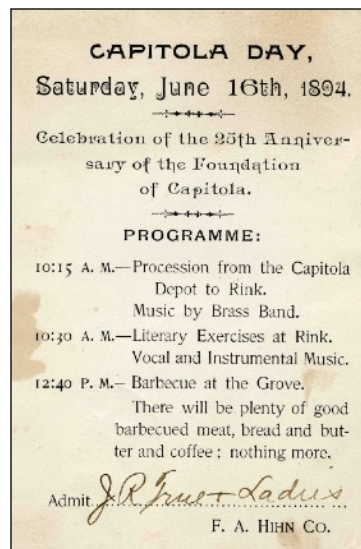 CAPITOLA DAY,
Saturday, June 16th, 1894.
Celebration of the 25th Anniver-
sary of the Foundation
of Capitola.
PROGRAMME:
10:15 A. M.—Procession from the Capitola
Depot to Rink.
Music by Brass Band.
10:30 A. M.—Literary Exercises at Rink.
Vocal and Instrumental Music.
12:40 P. M.—Barbecue at the Grove.
There will be plenty of good
barbecued meat, bread and but-
ter and coffee; nothing more.
Admit J. R. True + Ladies
F. A. HIHN CO.